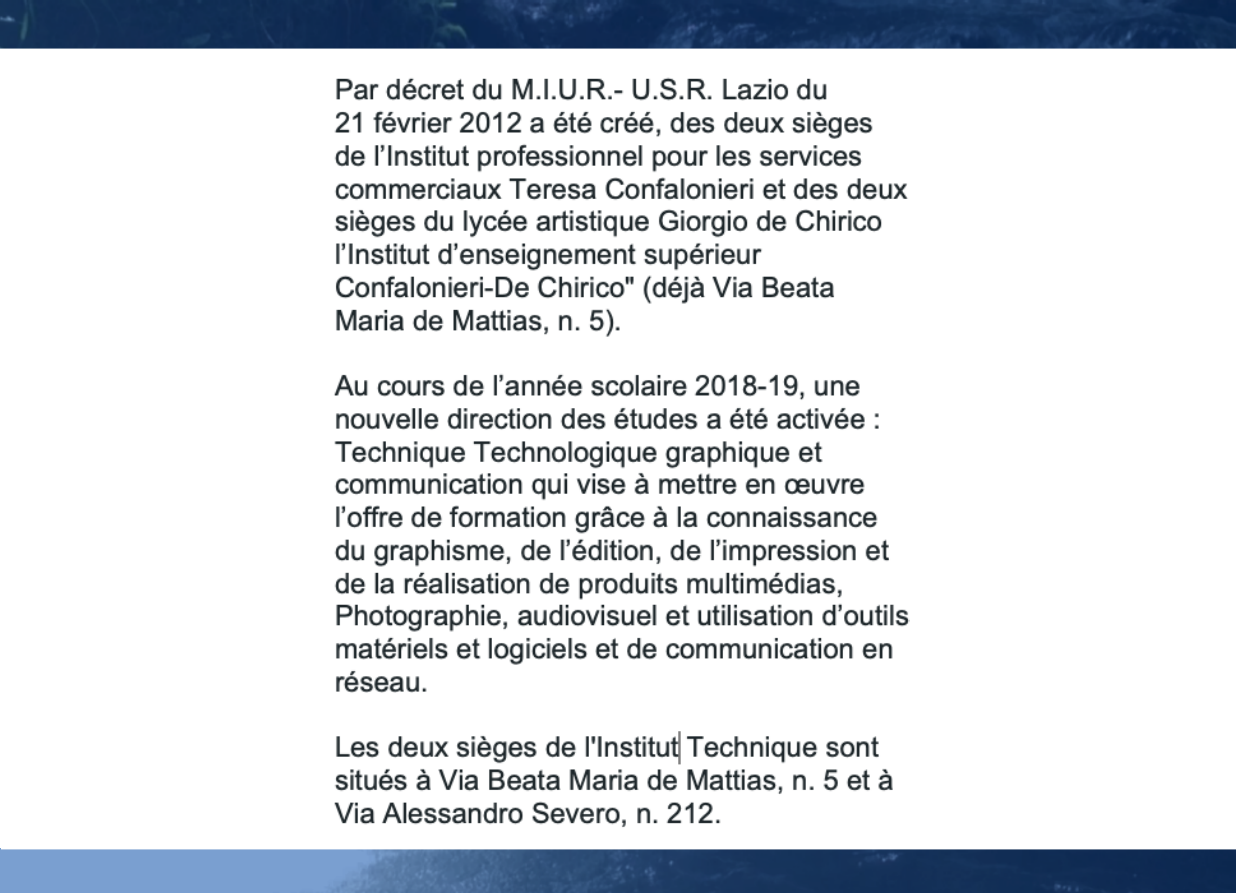 Par décret du M.I.U.R.- U.S.R. Lazio du
21 février 2012 a été créé, des deux sièges
de l’Institut professionnel pour les services
commerciaux Teresa Confalonieri et des deux
sièges du lycée artistique Giorgio de Chirico
l’Institut d’enseignement supérieur
Confalonieri-De Chirico" (déjà Via Beata
Maria de Mattias, n. 5).
Au cours de l’année scolaire 2018-19, une
nouvelle direction des études a été activée :
Technique Technologique graphique et
communication qui vise à mettre en œuvre
l’offre de formation grâce à la connaissance
du graphisme, de l’édition, de l’impression et
de la réalisation de produits multimédias,
Photographie, audiovisuel et utilisation d’outils
matériels et logiciels et de communication en
réseau.
Les deux sièges de l'Institut Technique sont
situés à Via Beata Maria de Mattias, n. 5 et à
Via Alessandro Severo, n. 212.